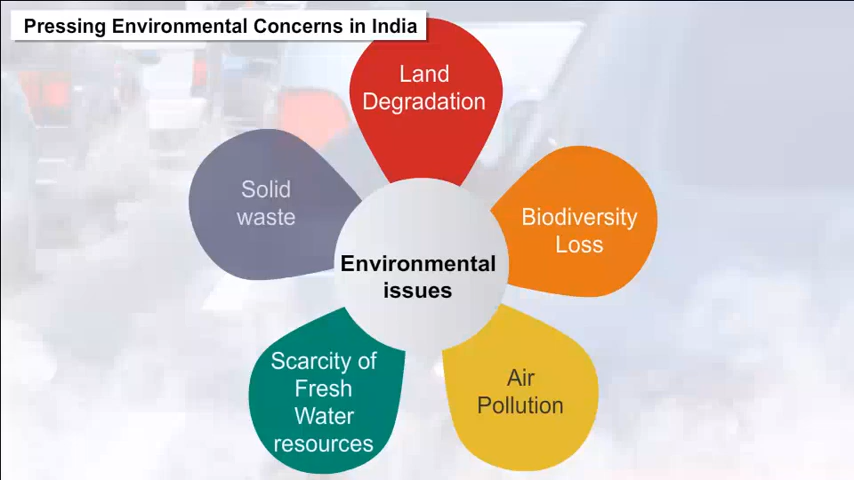 Pressing Environmental Concerns in India
Land
Degradation
Solid
waste
Biodiversity
Loss
Environmental
issues
Scarcity of
Fresh
Water
resources
Air
Pollution